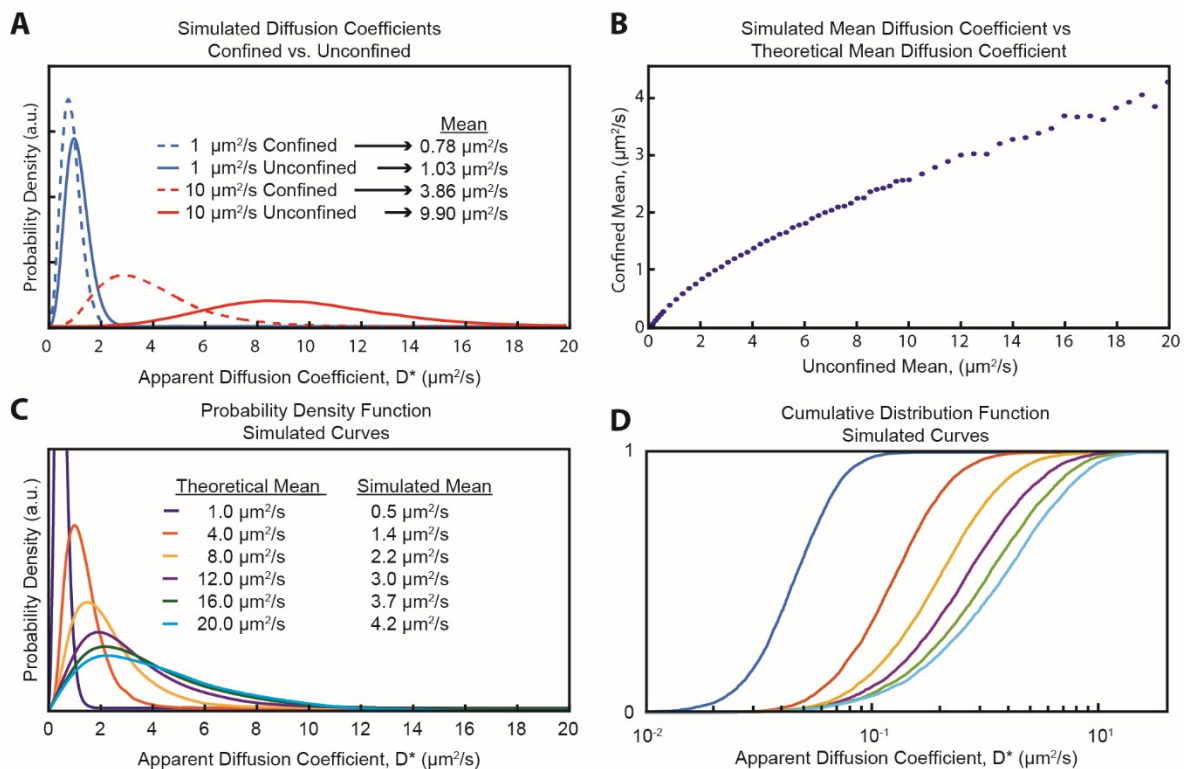 A
Simulated Diffusion Coefficients
Confined vs. Unconfined
Probability Density (a.u.)
Mean
1 μm²/s Confined → 0.78 μm²/s
1 μm²/s Unconfined → 1.03 μm²/s
10 μm²/s Confined → 3.86 μm²/s
10 μm²/s Unconfined → 9.90 μm²/s
0 2 4 6 8 10 12 14 16 18 20
Apparent Diffusion Coefficient, D* (μm²/s)
B
Simulated Mean Diffusion Coefficient vs
Theoretical Mean Diffusion Coefficient
Confined Mean, (μm²/s)
4
3
2
1
0
0 2 4 6 8 10 12 14 16 18 20
Unconfined Mean, (μm²/s)
C
Probability Density Function
Simulated Curves
Probability Density (a.u.)
Theoretical Mean Simulated Mean
1.0 μm²/s 0.5 μm²/s
4.0 μm²/s 1.4 μm²/s
8.0 μm²/s 2.2 μm²/s
12.0 μm²/s 3.0 μm²/s
16.0 μm²/s 3.7 μm²/s
20.0 μm²/s 4.2 μm²/s
0 2 4 6 8 10 12 14 16 18 20
Apparent Diffusion Coefficient, D* (μm²/s)
D
Cumulative Distribution Function
Simulated Curves
1
0
10⁻² 10⁻¹ 10¹
Apparent Diffusion Coefficient, D* (μm²/s)